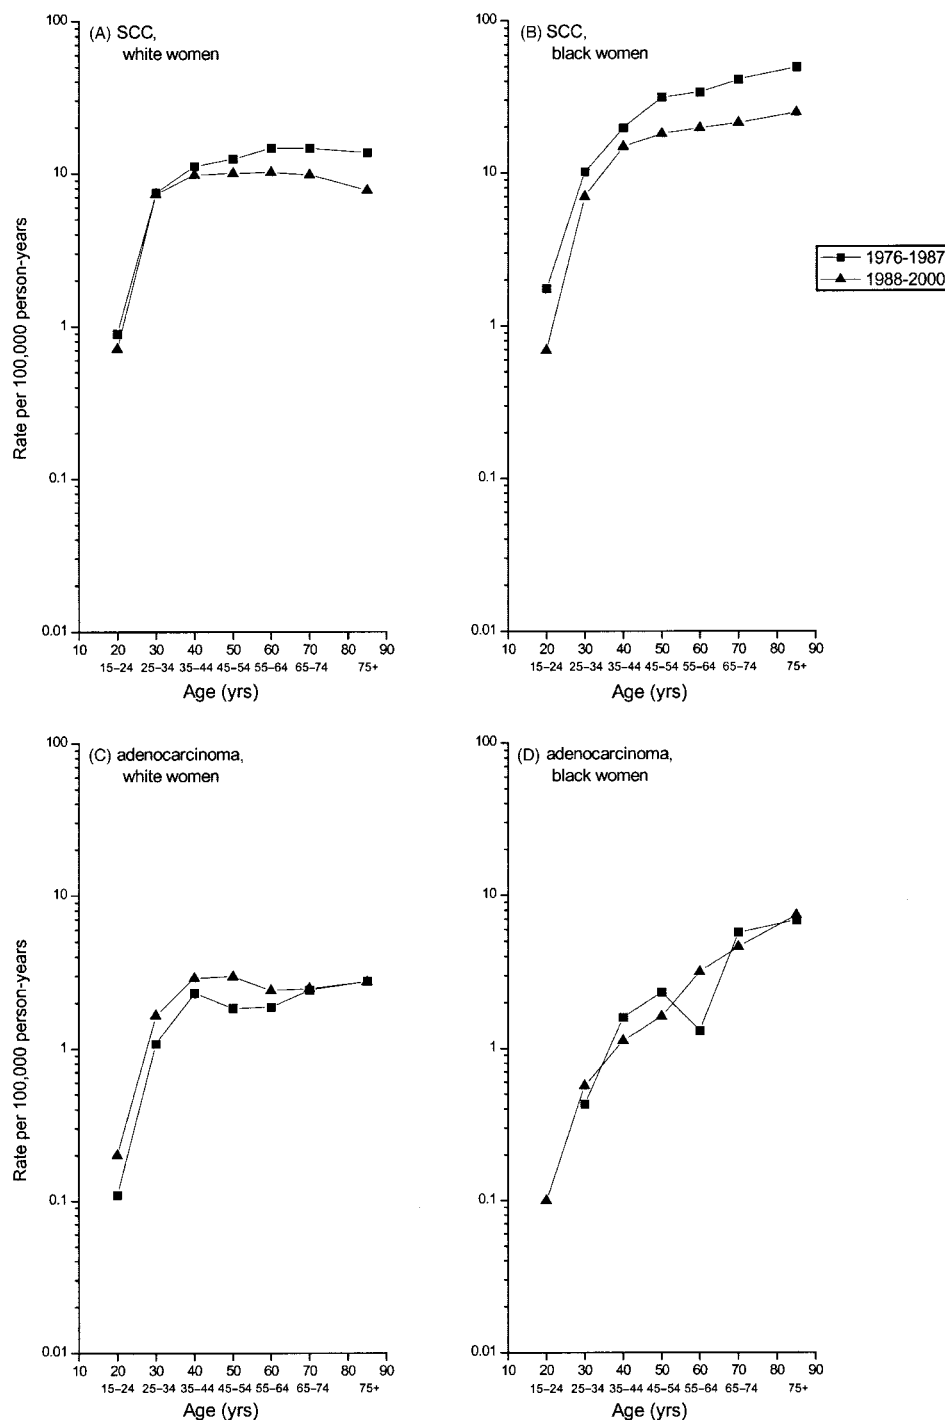 (A) SCC,
white women
100
10
1
0.1
0.01
Rate per 100,000 person-years
10 20 30 40 50 60 70 80 90
15–24 25–34 35–44 45–54 55–64 65–74 75+
Age (yrs)
(B) SCC,
black women
100
10
1
0.1
0.01
10 20 30 40 50 60 70 80 90
15–24 25–34 35–44 45–54 55–64 65–74 75+
Age (yrs)
1976-1987
1988-2000
(C) adenocarcinoma,
white women
100
10
1
0.1
0.01
Rate per 100,000 person-years
10 20 30 40 50 60 70 80 90
15–24 25–34 35–44 45–54 55–64 65–74 75+
Age (yrs)
(D) adenocarcinoma,
black women
100
10
1
0.1
0.01
10 20 30 40 50 60 70 80 90
15–24 25–34 35–44 45–54 55–64 65–74 75+
Age (yrs)